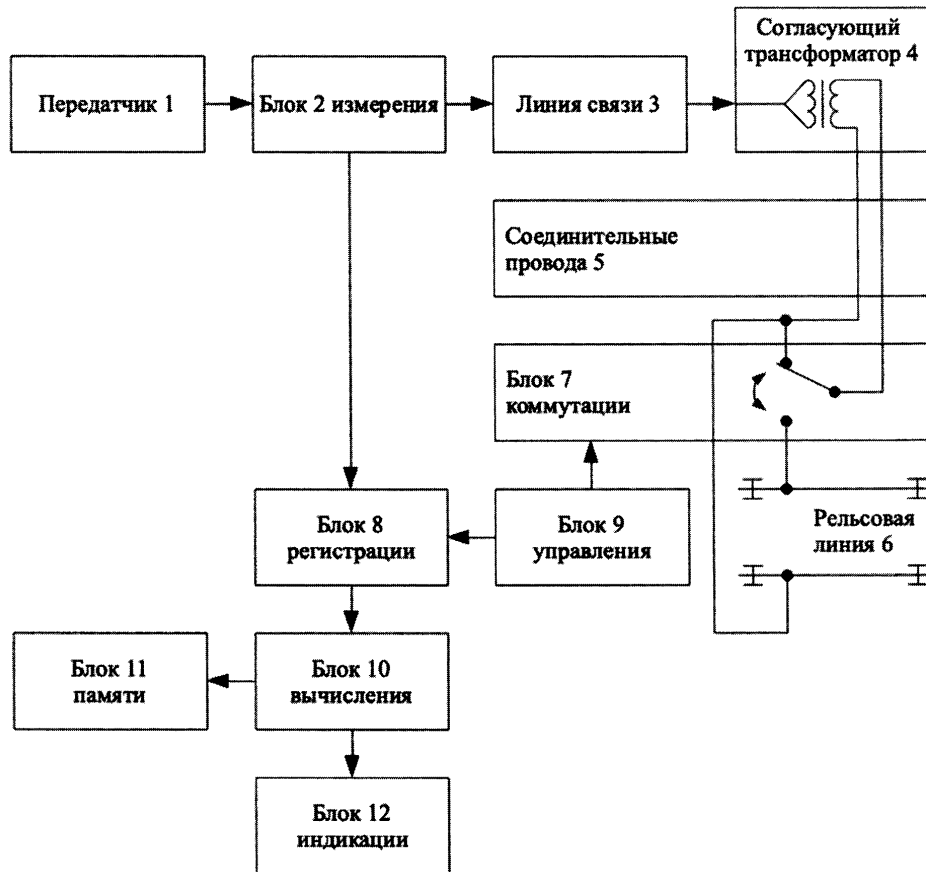 Согласующий
трансформатор 4
Передатчик 1
Блок 2 измерения
Линия связи 3
Соединительные
провода 5
Блок 7
коммутации
Блок 8
регистрации
Блок 9
управления
Рельсовая
линия 6
Блок 11
памяти
Блок 10
вычисления
Блок 12
индикации